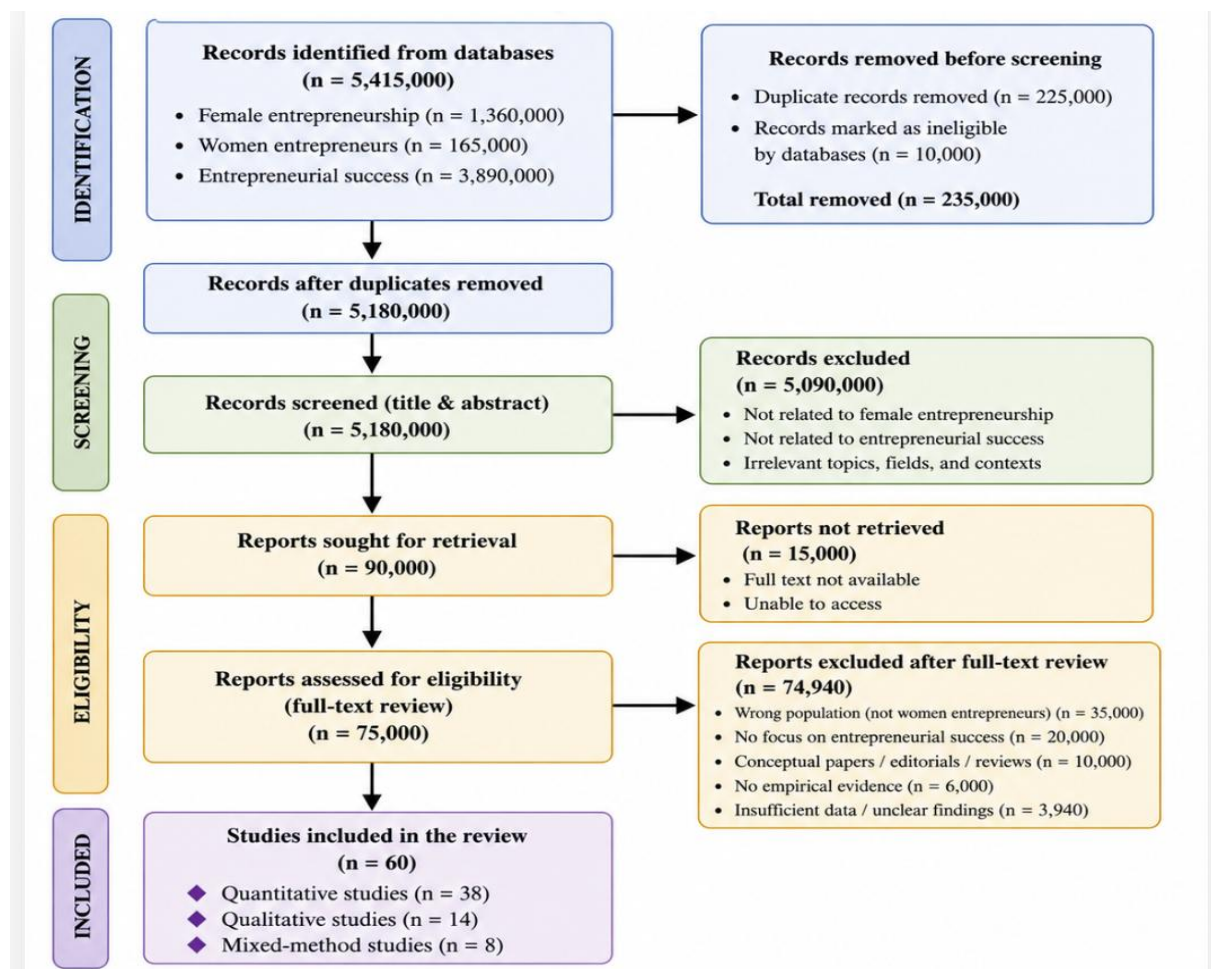 IDENTIFICATION
Records identified from databases
(n = 5,415,000)
• Female entrepreneurship (n = 1,360,000)
• Women entrepreneurs (n = 165,000)
• Entrepreneurial success (n = 3,890,000)
Records removed before screening
• Duplicate records removed (n = 225,000)
• Records marked as ineligible
by databases (n = 10,000)
Total removed (n = 235,000)
Records after duplicates removed
(n = 5,180,000)
SCREENING
Records screened (title & abstract)
(n = 5,180,000)
Records excluded
(n = 5,090,000)
• Not related to female entrepreneurship
• Not related to entrepreneurial success
• Irrelevant topics, fields, and contexts
ELIGIBILITY
Reports sought for retrieval
(n = 90,000)
Reports not retrieved
(n = 15,000)
• Full text not available
• Unable to access
Reports assessed for eligibility
(full-text review)
(n = 75,000)
Reports excluded after full-text review
(n = 74,940)
• Wrong population (not women entrepreneurs) (n = 35,000)
• No focus on entrepreneurial success (n = 20,000)
• Conceptual papers / editorials / reviews (n = 10,000)
• No empirical evidence (n = 6,000)
• Insufficient data / unclear findings (n = 3,940)
INCLUDED
Studies included in the review
(n = 60)
◆ Quantitative studies (n = 38)
◆ Qualitative studies (n = 14)
◆ Mixed-method studies (n = 8)